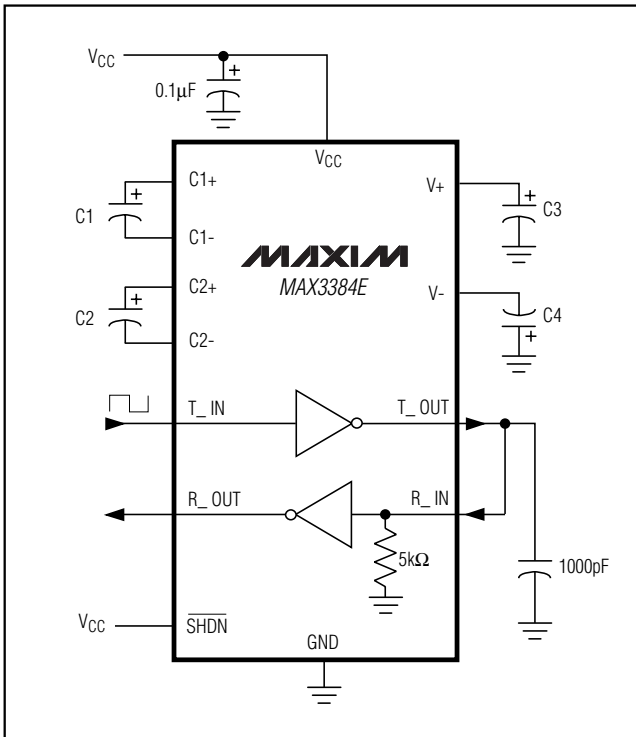 VCC
0.1µF
+
VCC
C1+
+
C1
C1-
C2+
+
C2
C2-
V+
+
C3
V-
C4
+
MAXIM
MAX3384E
T_ IN
T_ OUT
R_ OUT
R_ IN
5kΩ
1000pF
VCC
SHDN
GND